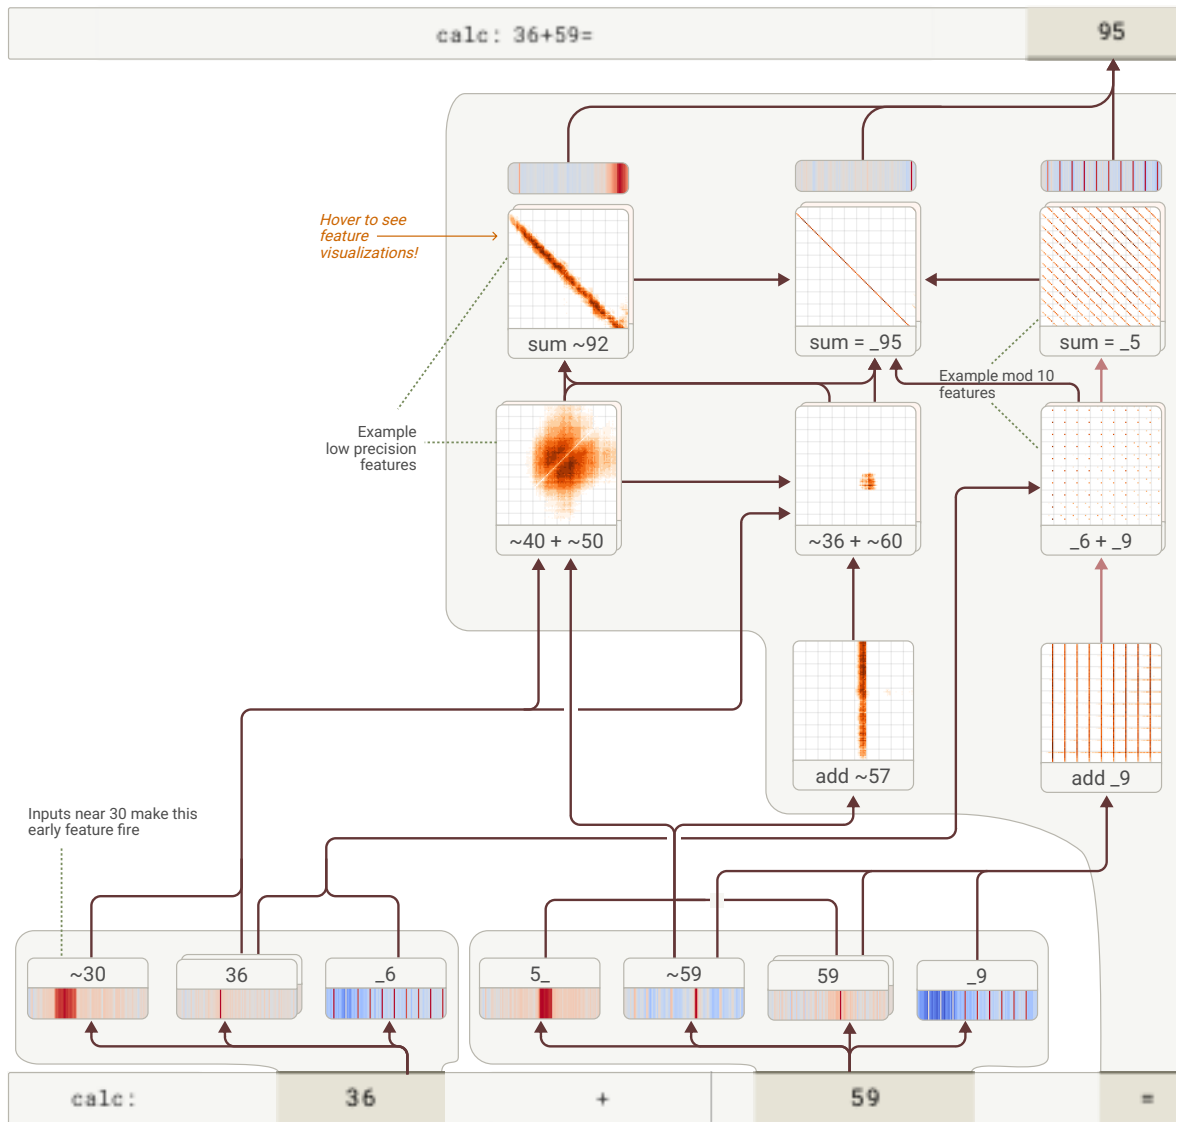 calc: 36+59=
95
Hover to see
feature
visualizations!
sum ~92
sum = _95
sum = _5
Example mod 10
features
Example
low precision
features
~40 + ~50
~36 + ~60
_6 + _9
add ~57
add _9
Inputs near 30 make this
early feature fire
~30
36
_6
5_
~59
59
_9
calc:
36
+
59
=